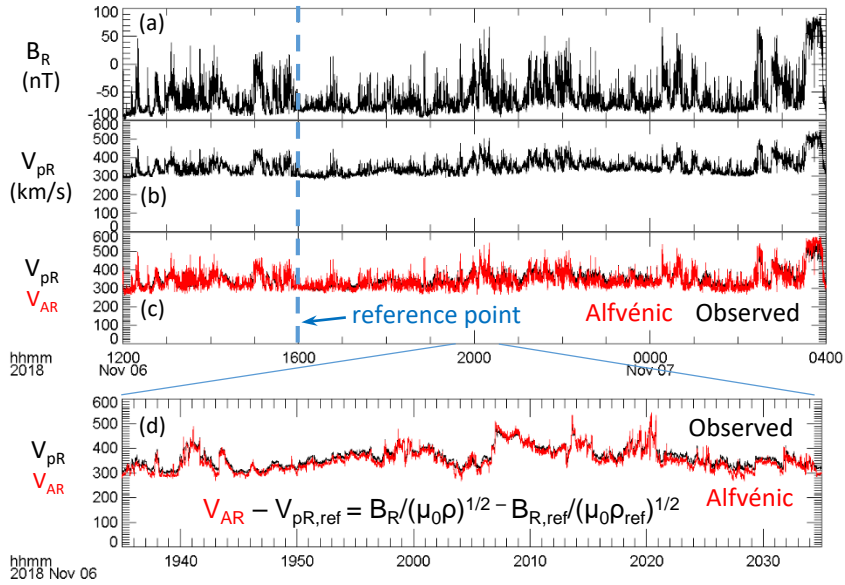 (a)
B_R
(nT)
100
50
0
-50
-100
(b)
V_pR
(km/s)
600
500
400
300
200
100
0
(c)
V_pR
V_AR
600
500
400
300
200
100
0
reference point
Alfvénic Observed
1200 1600 2000 0000 0400
hhmm
2018 Nov 06 Nov 07
(d)
Observed
V_pR
V_AR
600
500
400
300
200
100
0
Alfvénic
V_AR – V_pR,ref = B_R/(μ₀ρ)^1/2 – B_R,ref/(μ₀ρ_ref)^1/2
1940 1950 2000 2010 2020 2030
hhmm
2018 Nov 06